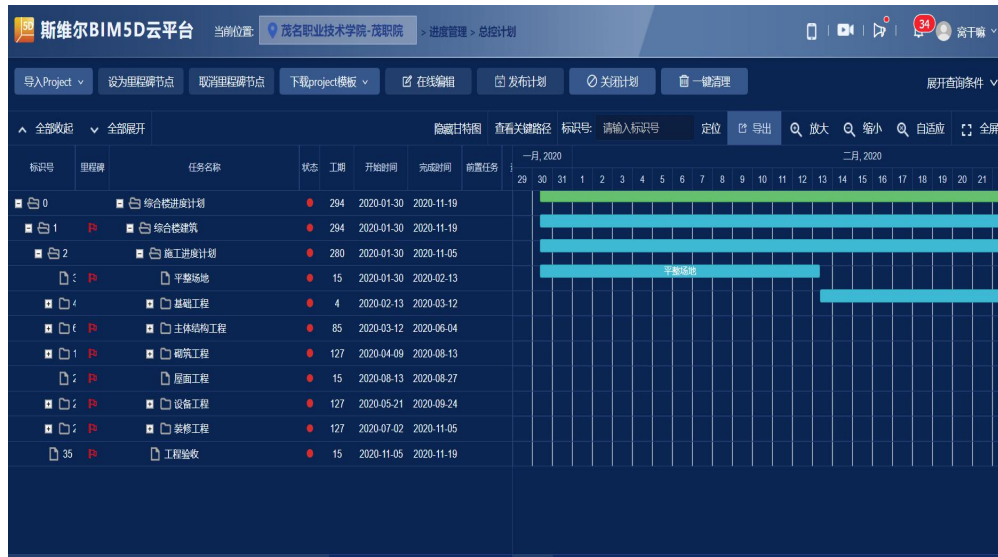 5D 斯维尔BIM5D云平台 当前位置: 茂名职业技术学院-茂职院 > 进度管理 > 总控计划 34 窝干嘛
导入Project 设为里程碑节点 取消里程碑节点 下载project模板 在线编辑 发布计划 关闭计划 一键清理 展开查询条件
全部收起 全部展开 隐藏甘特图 查看关键路径 标识号: 请输入标识号 定位 导出 放大 缩小 自适应 全屏
标识号 里程碑 任务名称 状态 工期 开始时间 完成时间 前置任务 一月, 2020 二月, 2020
29 30 31 1 2 3 4 5 6 7 8 9 10 11 12 13 14 15 16 17 18 19 20 21
0 综合楼进度计划 294 2020-01-30 2020-11-19
1 综合楼建筑 294 2020-01-30 2020-11-19
2 施工进度计划 280 2020-01-30 2020-11-05
3 平整场地 15 2020-01-30 2020-02-13 平整场地
4 基础工程 4 2020-02-13 2020-03-12
6 主体结构工程 85 2020-03-12 2020-06-04
1 砌筑工程 127 2020-04-09 2020-08-13
2 屋面工程 15 2020-08-13 2020-08-27
2 设备工程 127 2020-05-21 2020-09-24
2 装修工程 127 2020-07-02 2020-11-05
35 工程验收 15 2020-11-05 2020-11-19